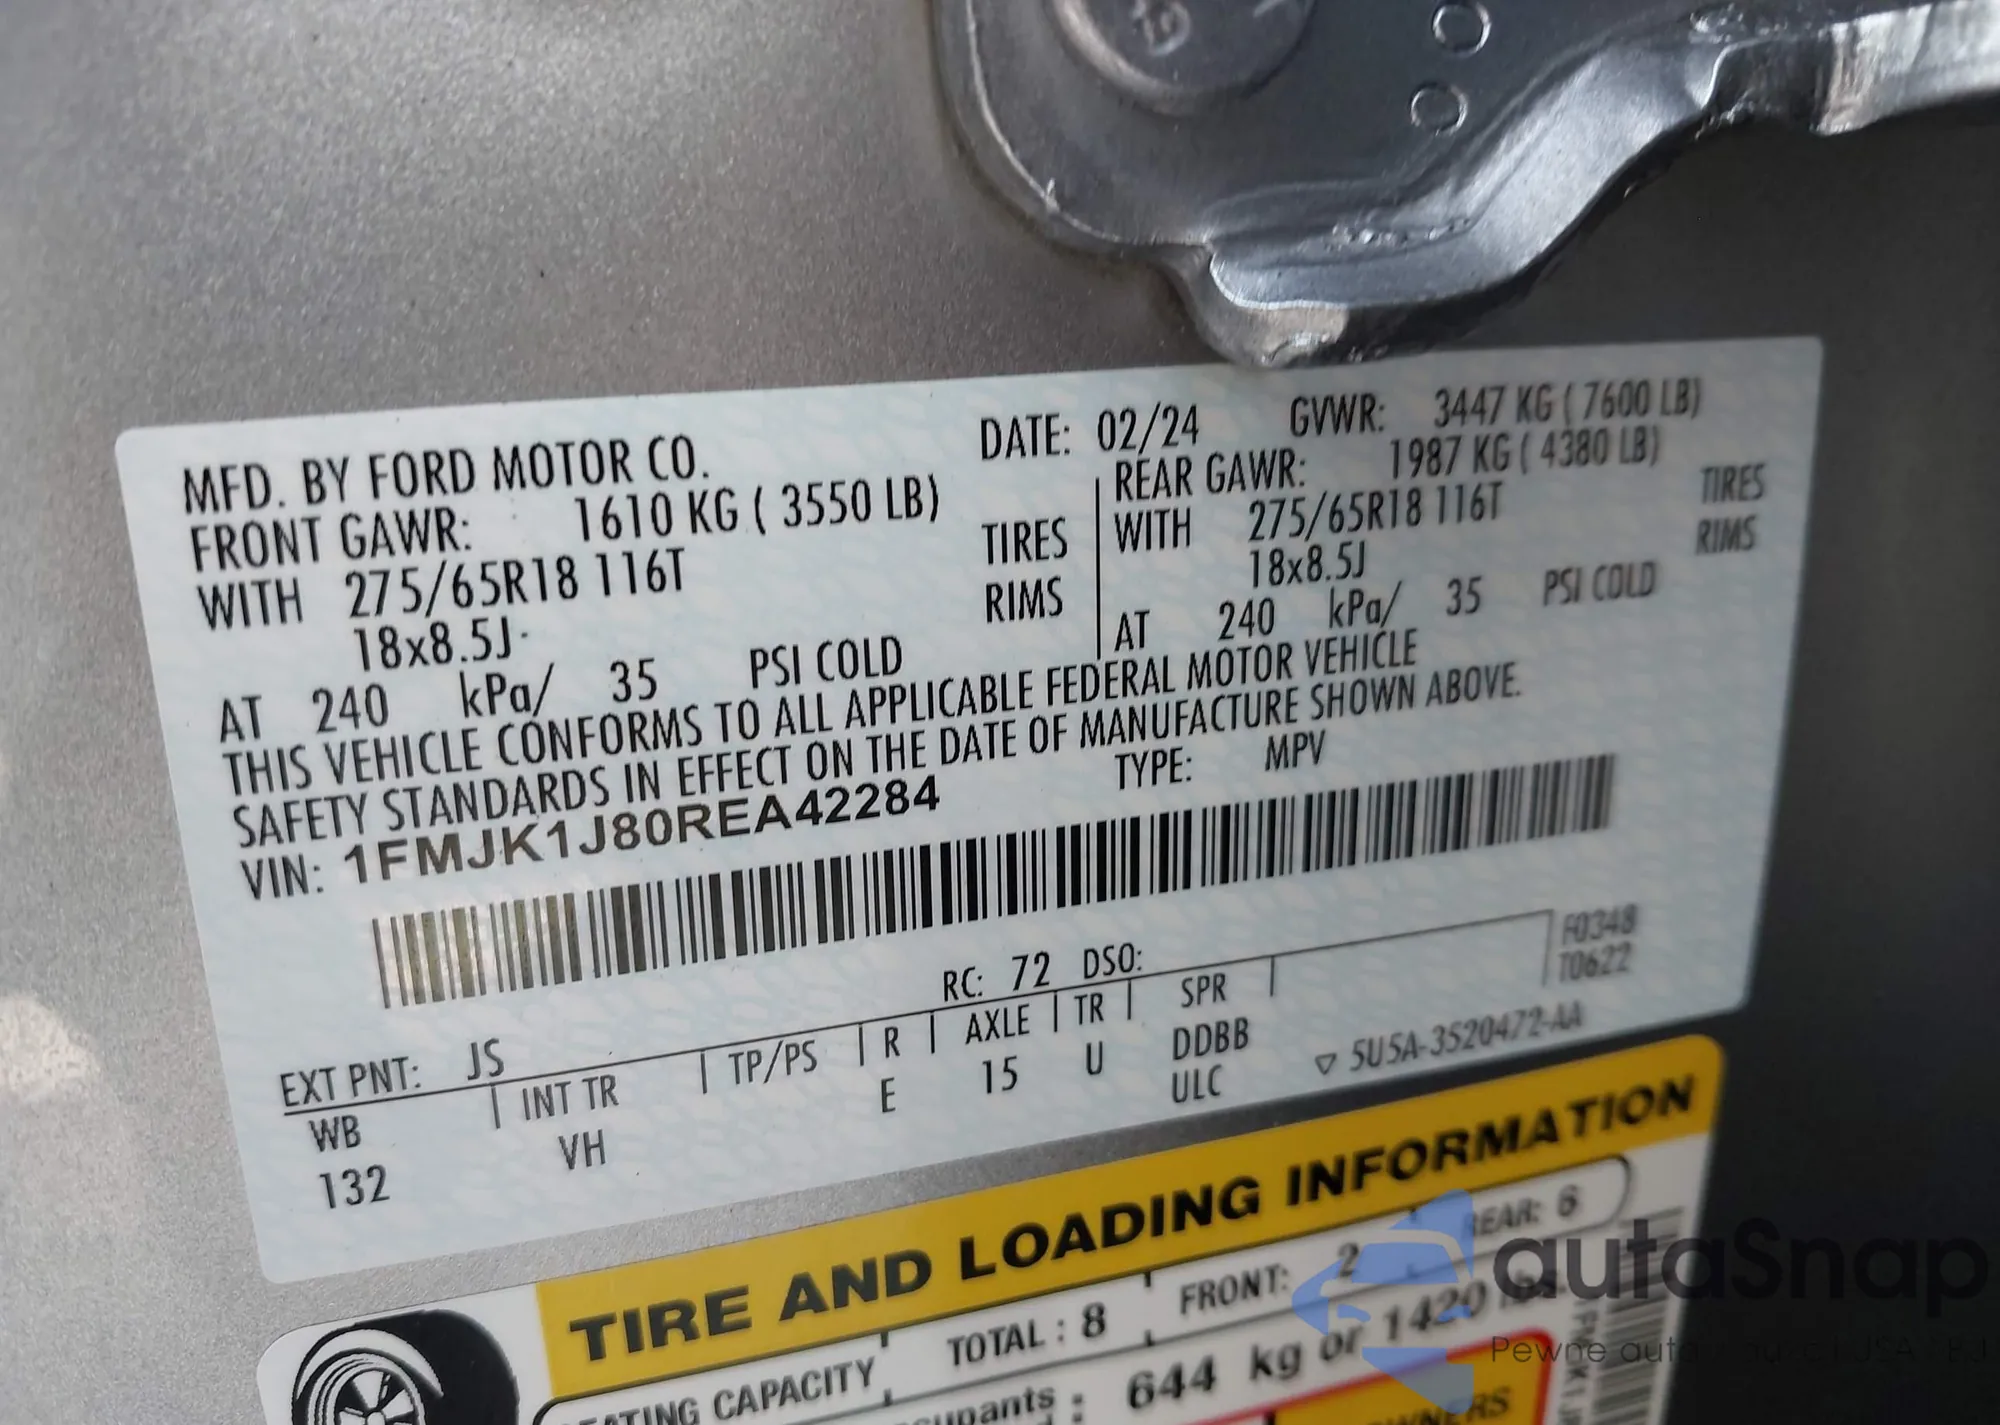 19
MFD. BY FORD MOTOR CO.
DATE: 02/24
GVWR: 3447 KG ( 7600 LB)
FRONT GAWR: 1610 KG ( 3550 LB)
WITH 275/65R18 116T TIRES
18x8.5J RIMS
AT 240 kPa/ 35 PSI COLD
REAR GAWR: 1987 KG ( 4380 LB)
WITH 275/65R18 116T TIRES
18x8.5J RIMS
AT 240 kPa/ 35 PSI COLD
THIS VEHICLE CONFORMS TO ALL APPLICABLE FEDERAL MOTOR VEHICLE
SAFETY STANDARDS IN EFFECT ON THE DATE OF MANUFACTURE SHOWN ABOVE.
VIN: 1FMJK1J80REA42284
TYPE: MPV
F0348
T0622
EXT PNT: JS RC: 72 DSO:
WB INT TR TP/PS R AXLE TR SPR
132 VH E 15 U DDBB
ULC
▽ 5U5A-3520472-AA
TIRE AND LOADING INFORMATION
SEATING CAPACITY TOTAL : 8 FRONT: 2 REAR: 6
644 kg or 1420 lbs
autaSnap
Pewne auta